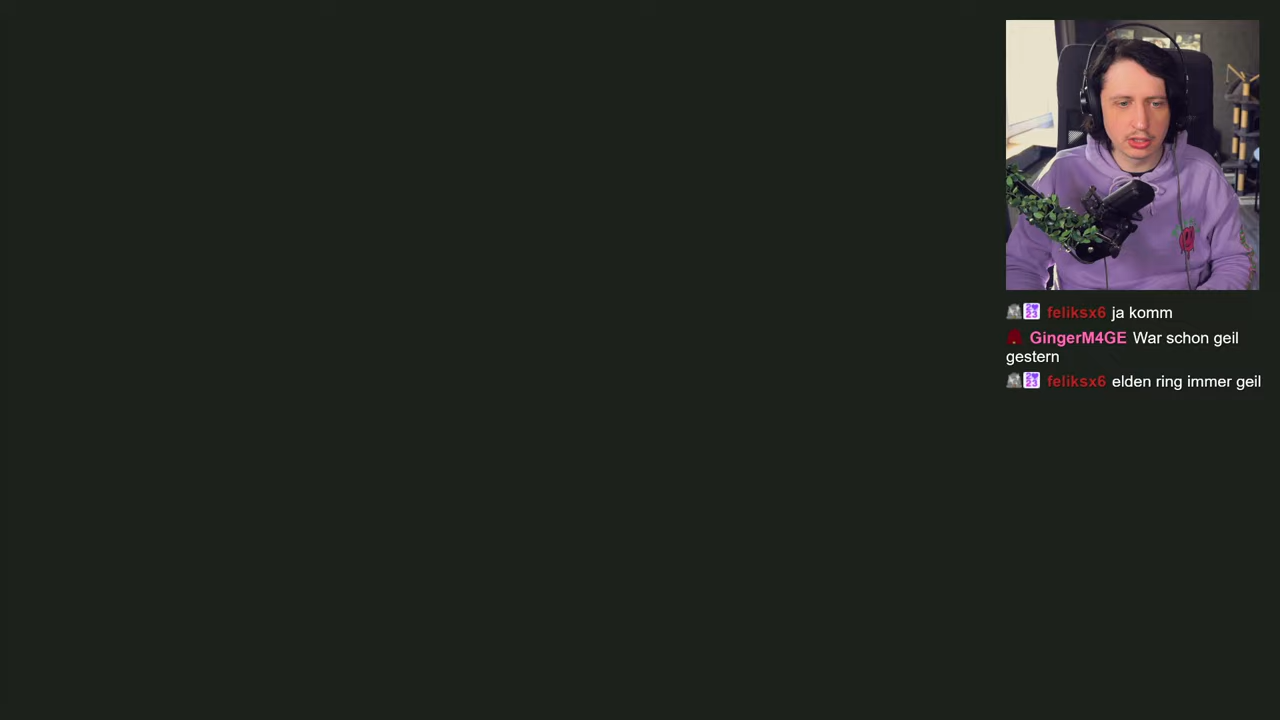 feliksx6 ja komm
GingerM4GE War schon geil
gestern
feliksx6 elden ring immer geil